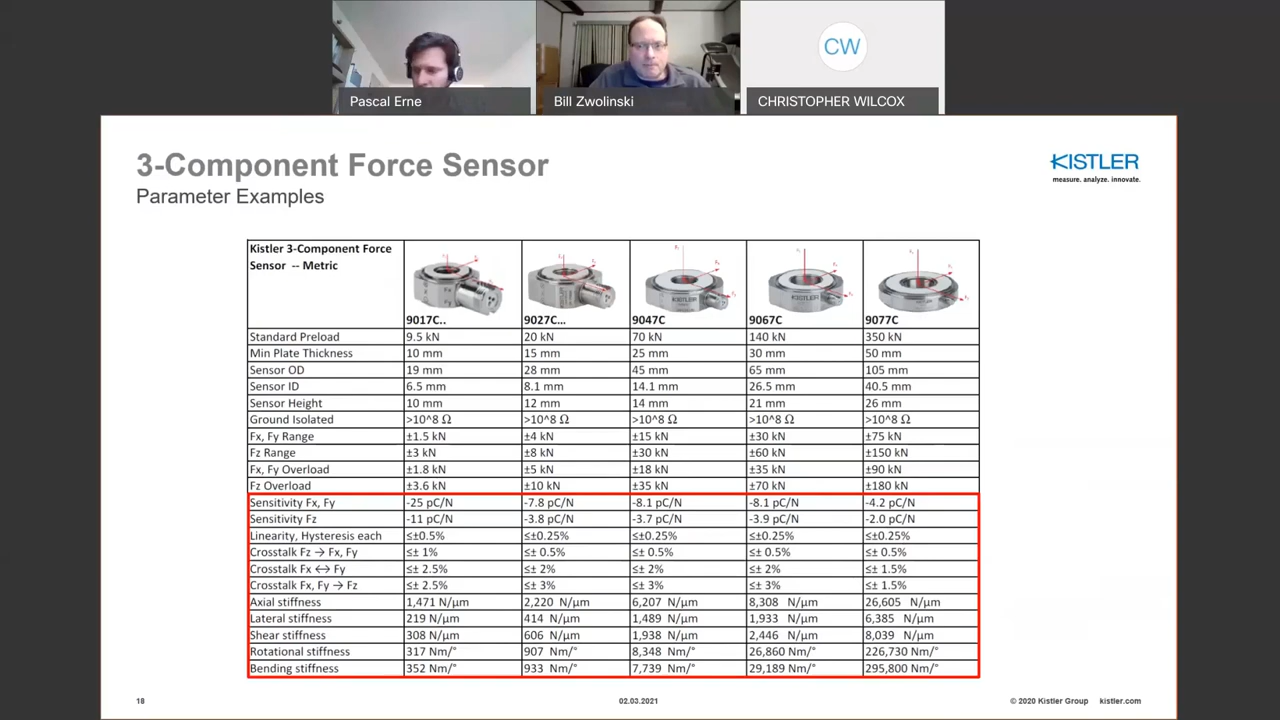 CW
Pascal Erne
Bill Zwolinski
CHRISTOPHER WILCOX
3-Component Force Sensor
Parameter Examples
KISTLER
measure. analyze. innovate.
Kistler 3-Component Force Sensor -- Metric 9017C.. 9027C... 9047C 9067C 9077C
Standard Preload 9.5 kN 20 kN 70 kN 140 kN 350 kN
Min Plate Thickness 10 mm 15 mm 25 mm 30 mm 50 mm
Sensor OD 19 mm 28 mm 45 mm 65 mm 105 mm
Sensor ID 6.5 mm 8.1 mm 14.1 mm 26.5 mm 40.5 mm
Sensor Height 10 mm 12 mm 14 mm 21 mm 26 mm
Ground Isolated >10^8 Ω >10^8 Ω >10^8 Ω >10^8 Ω >10^8 Ω
Fx, Fy Range ±1.5 kN ±4 kN ±15 kN ±30 kN ±75 kN
Fz Range ±3 kN ±8 kN ±30 kN ±60 kN ±150 kN
Fx, Fy Overload ±1.8 kN ±5 kN ±18 kN ±35 kN ±90 kN
Fz Overload ±3.6 kN ±10 kN ±35 kN ±70 kN ±180 kN
Sensitivity Fx, Fy -25 pC/N -7.8 pC/N -8.1 pC/N -8.1 pC/N -4.2 pC/N
Sensitivity Fz -11 pC/N -3.8 pC/N -3.7 pC/N -3.9 pC/N -2.0 pC/N
Linearity, Hysteresis each ≤±0.5% ≤±0.25% ≤±0.25% ≤±0.25% ≤±0.25%
Crosstalk Fz → Fx, Fy ≤± 1% ≤± 0.5% ≤± 0.5% ≤± 0.5% ≤± 0.5%
Crosstalk Fx ↔ Fy ≤± 2.5% ≤± 2% ≤± 2% ≤± 2% ≤± 1.5%
Crosstalk Fx, Fy → Fz ≤± 2.5% ≤± 3% ≤± 3% ≤± 3% ≤± 1.5%
Axial stiffness 1,471 N/µm 2,220 N/µm 6,207 N/µm 8,308 N/µm 26,605 N/µm
Lateral stiffness 219 N/µm 414 N/µm 1,489 N/µm 1,933 N/µm 6,385 N/µm
Shear stiffness 308 N/µm 606 N/µm 1,938 N/µm 2,446 N/µm 8,039 N/µm
Rotational stiffness 317 Nm/° 907 Nm/° 8,348 Nm/° 26,860 Nm/° 226,730 Nm/°
Bending stiffness 352 Nm/° 933 Nm/° 7,739 Nm/° 29,189 Nm/° 295,800 Nm/°
18 02.03.2021 © 2020 Kistler Group kistler.com